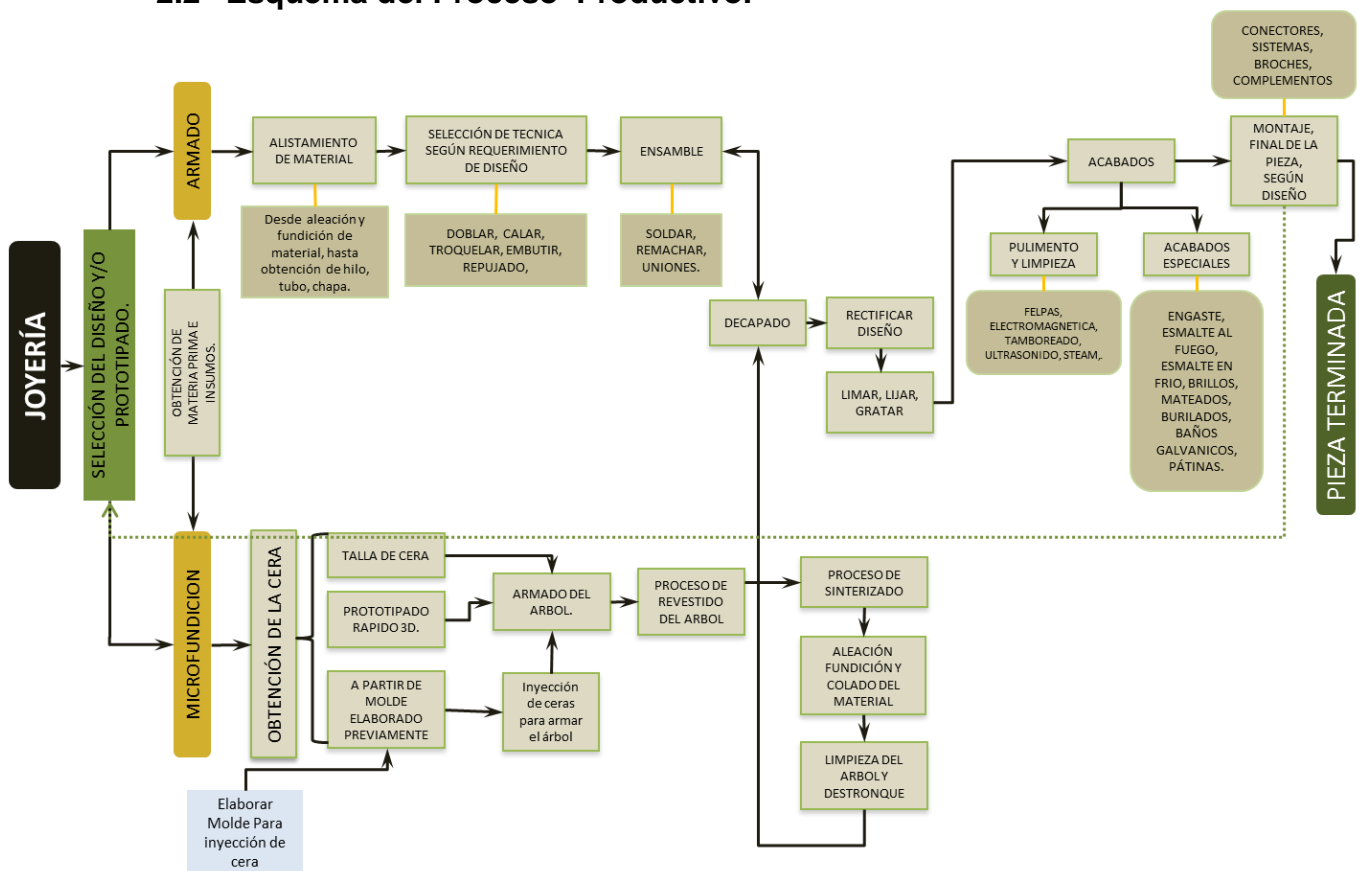 2.2 Esquema del Proceso Productivo.
CONECTORES,
SISTEMAS,
BROCHES,
COMPLEMENTOS
JOYERÍA
SELECCIÓN DEL DISEÑO Y/O
PROTOTIPADO.
ARMADO
ALISTAMIENTO
DE MATERIAL
SELECCIÓN DE TECNICA
SEGÚN REQUERIMIENTO
DE DISEÑO
ENSAMBLE
Desde aleación y
fundición de
material, hasta
obtención de hilo,
tubo, chapa.
DOBLAR, CALAR,
TROQUELAR, EMBUTIR,
REPUJADO,
SOLDAR,
REMACHAR,
UNIONES.
OBTENCIÓN DE
MATERIA PRIMA E
INSUMOS.
DECAPADO
RECTIFICAR
DISEÑO
LIMAR, LIJAR,
GRATAR
ACABADOS
MONTAJE,
FINAL DE LA
PIEZA,
SEGÚN
DISEÑO
PULIMENTO
Y LIMPIEZA
ACABADOS
ESPECIALES
FELPAS,
ELECTROMAGNETICA,
TAMBOREADO,
ULTRASONIDO, STEAM,.
ENGASTE,
ESMALTE AL
FUEGO,
ESMALTE EN
FRIO, BRILLOS,
MATEADOS,
BURILADOS,
BAÑOS
GALVANICOS,
PÁTINAS.
PIEZA TERMINADA
MICROFUNDICION
OBTENCIÓN DE LA CERA
TALLA DE CERA
PROTOTIPADO
RAPIDO 3D.
A PARTIR DE
MOLDE
ELABORADO
PREVIAMENTE
Elaborar
Molde Para
inyección de
cera
ARMADO DEL
ARBOL.
Inyección
de ceras
para armar
el árbol
PROCESO DE
REVESTIDO
DEL ARBOL
PROCESO DE
SINTERIZADO
ALEACIÓN
FUNDICIÓN Y
COLADO DEL
MATERIAL
LIMPIEZA DEL
ARBOL Y
DESTRONQUE